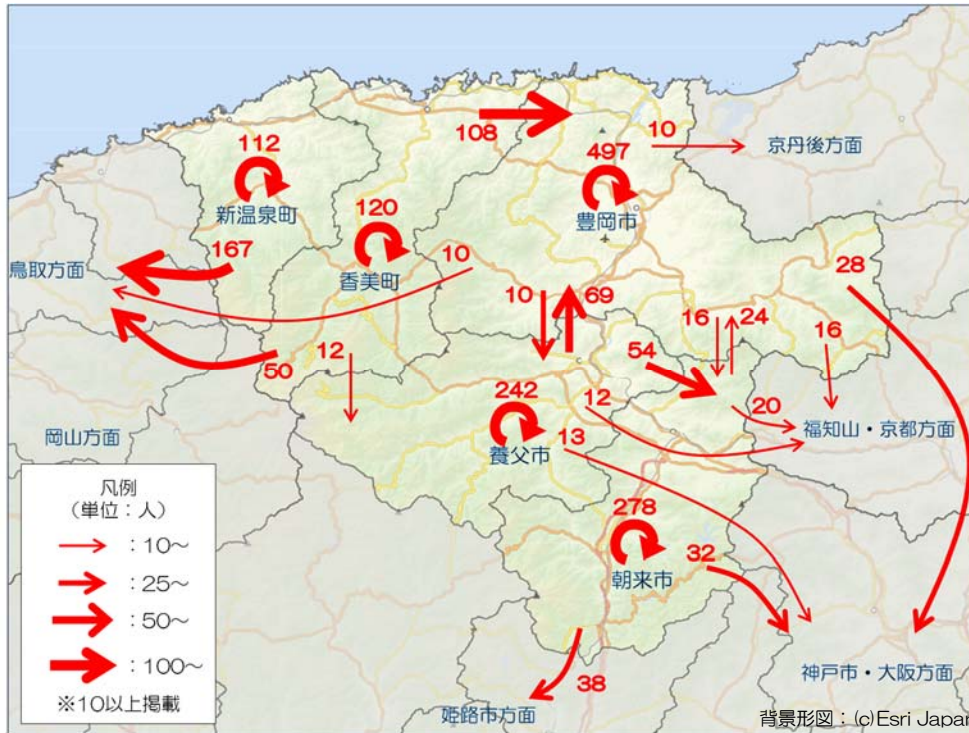 108
10
京丹後方面
112
497
新温泉町
120
豊岡市
167
10
鳥取方面
香美町
28
10
69
16
24
16
12
54
50
242
12
20
岡山方面
13
福知山・京都方面
養父市
凡例
（単位：人）
：10～
：25～
：50～
：100～
※10以上掲載
278
32
朝来市
神戸市・大阪方面
38
姫路市方面
背景形図：(c)Esri Japan